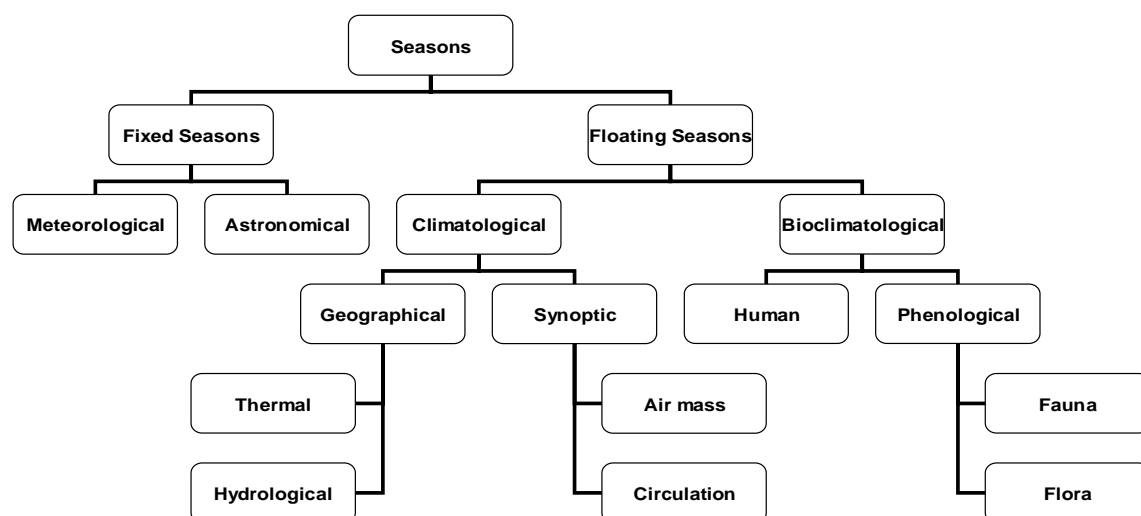 Seasons
Fixed Seasons
Floating Seasons
Meteorological
Astronomical
Climatological
Bioclimatological
Geographical
Synoptic
Human
Phenological
Thermal
Air mass
Fauna
Hydrological
Circulation
Flora